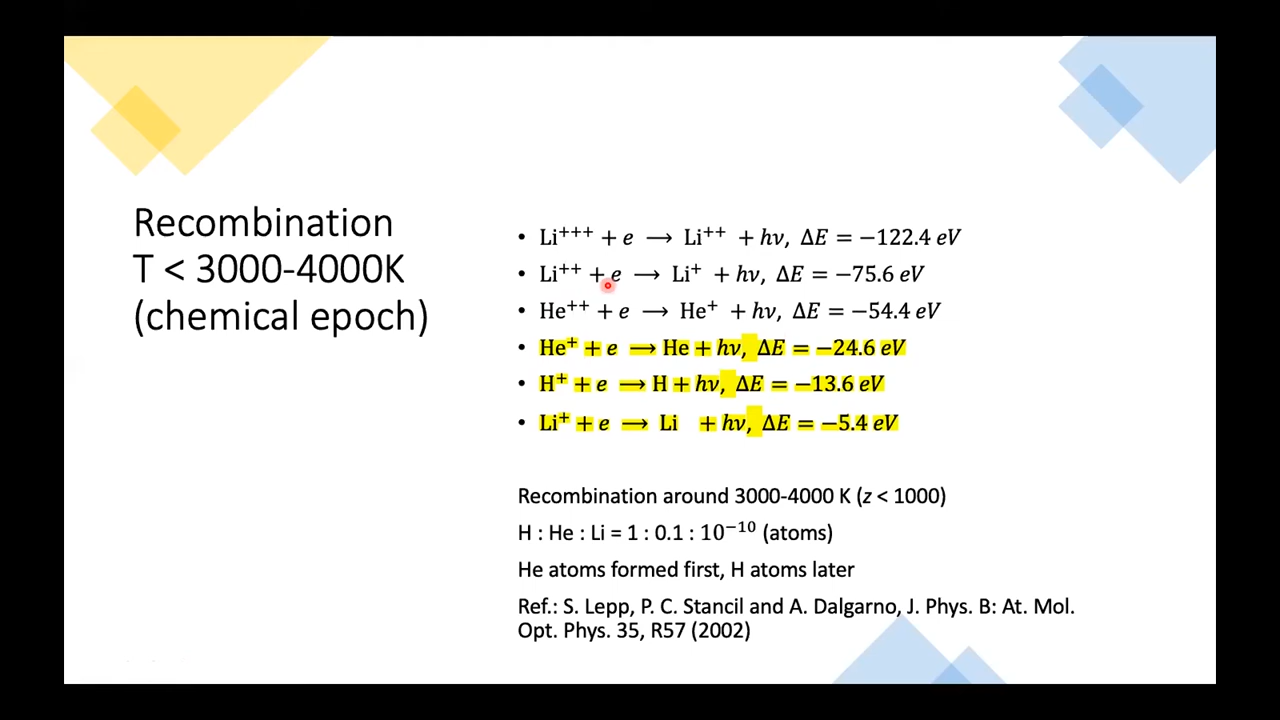 Recombination
T < 3000-4000K
(chemical epoch)
• Li⁺⁺⁺ + e ⟶ Li⁺⁺ + hν, ΔE = −122.4 eV
• Li⁺⁺ + e ⟶ Li⁺ + hν, ΔE = −75.6 eV
• He⁺⁺ + e ⟶ He⁺ + hν, ΔE = −54.4 eV
• He⁺ + e ⟶ He + hν, ΔE = −24.6 eV
• H⁺ + e ⟶ H + hν, ΔE = −13.6 eV
• Li⁺ + e ⟶ Li + hν, ΔE = −5.4 eV
Recombination around 3000-4000 K (z < 1000)
H : He : Li = 1 : 0.1 : 10⁻¹⁰ (atoms)
He atoms formed first, H atoms later
Ref.: S. Lepp, P. C. Stancil and A. Dalgarno, J. Phys. B: At. Mol.
Opt. Phys. 35, R57 (2002)